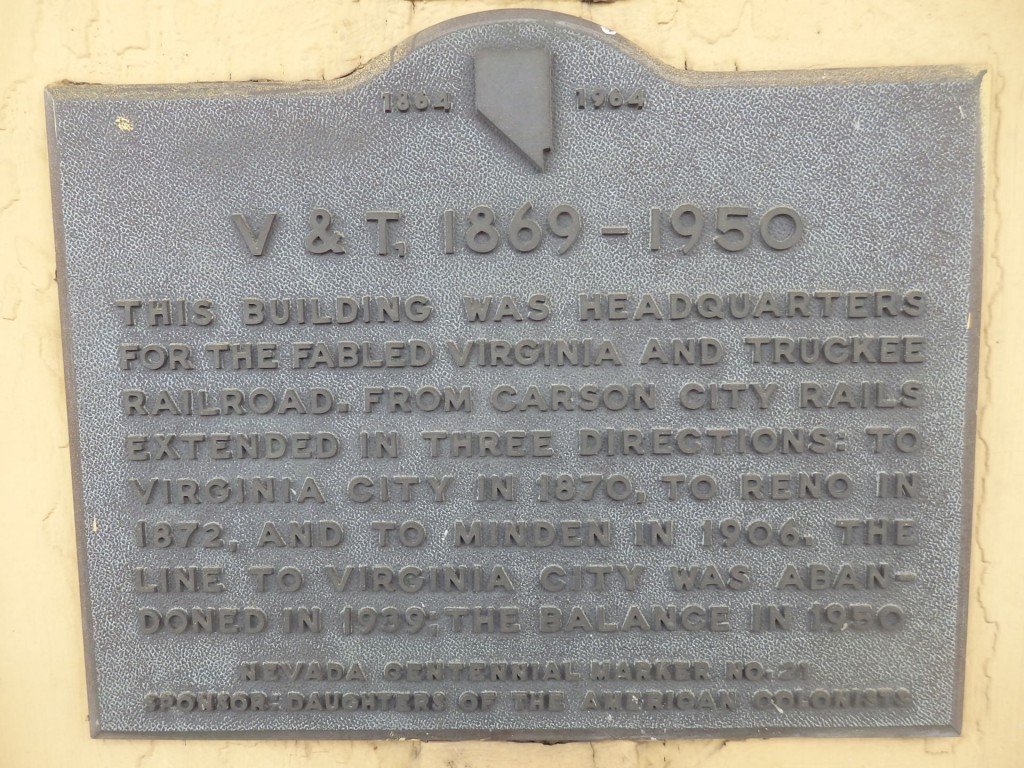 1864 1964
V & T, 1869 - 1950
THIS BUILDING WAS HEADQUARTERS
FOR THE FABLED VIRGINIA AND TRUCKEE
RAILROAD. FROM CARSON CITY RAILS
EXTENDED IN THREE DIRECTIONS: TO
VIRGINIA CITY IN 1870, TO RENO IN
1872, AND TO MINDEN IN 1906. THE
LINE TO VIRGINIA CITY WAS ABAN-
DONED IN 1939; THE BALANCE IN 1950
NEVADA CENTENNIAL MARKER NO. 21
SPONSOR: DAUGHTERS OF THE AMERICAN COLONISTS